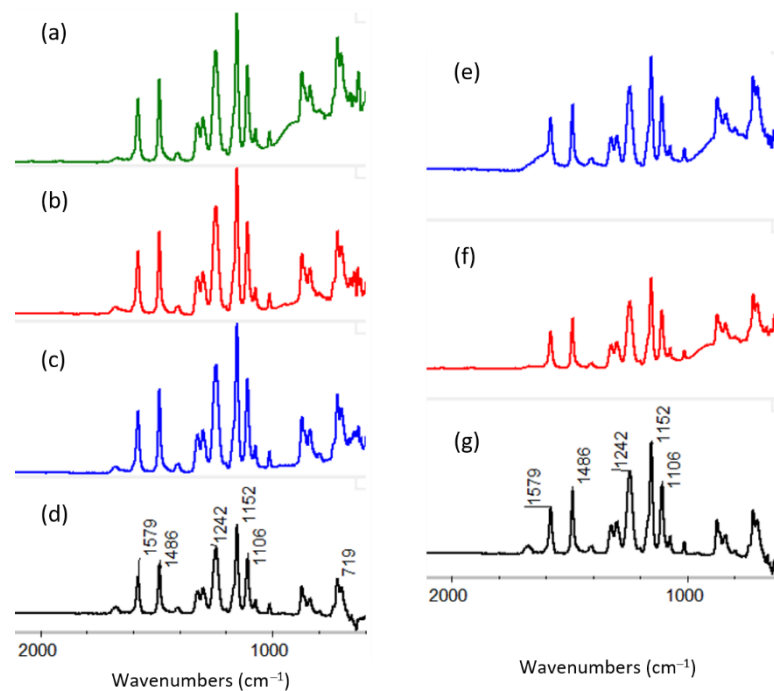 (a)
(b)
(c)
(d)
1579
1486
1242
1152
1106
719
2000
1000
Wavenumbers (cm⁻¹)
(e)
(f)
(g)
1579
1486
1242
1152
1106
2000
1000
Wavenumbers (cm⁻¹)